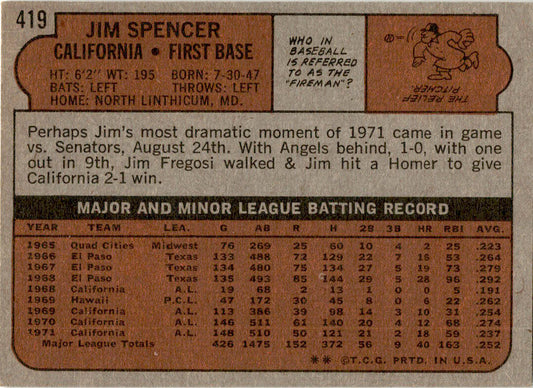 419
JIM SPENCER
CALIFORNIA • FIRST BASE
HT: 6'2" WT: 195 BORN: 7-30-47
BATS: LEFT THROWS: LEFT
HOME: NORTH LINTHICUM, MD.
WHO IN
BASEBALL
IS REFERRED
TO AS THE
"FIREMAN"?
A—
THE RELIEF
PITCHER
Perhaps Jim's most dramatic moment of 1971 came in game
vs. Senators, August 24th. With Angels behind, 1-0, with one
out in 9th, Jim Fregosi walked & Jim hit a Homer to give
California 2-1 win.
MAJOR AND MINOR LEAGUE BATTING RECORD
YEAR TEAM LEA. G AB R H 2B 3B HR RBI AVG.
1965 Quad Cities Midwest 76 269 25 60 10 4 2 25 .223
1966 El Paso Texas 133 488 72 129 22 7 16 53 .264
1967 El Paso Texas 134 480 75 134 27 5 19 73 .279
1968 El Paso Texas 135 493 85 144 29 5 28 96 .292
1968 California A.L. 19 68 2 13 1 0 0 5 .191
1969 Hawaii P.C.L. 47 172 30 45 8 0 6 22 .262
1969 California A.L. 113 386 39 98 14 3 10 31 .254
1970 California A.L. 146 511 61 140 20 4 12 68 .274
1971 California A.L. 148 510 50 121 21 2 18 59 .237
Major League Totals 426 1475 152 372 56 9 40 163 .252
** ©T.C.G. PRTD. IN U.S.A.